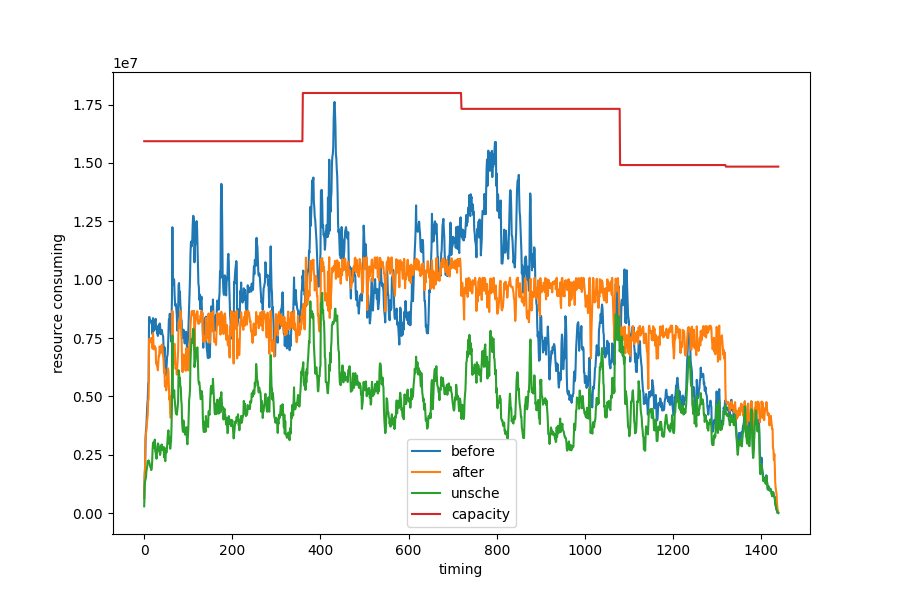 1e7
1.75
1.50
1.25
1.00
0.75
0.50
0.25
0.00
resource consuming
before
after
unsche
capacity
0 200 400 600 800 1000 1200 1400
timing